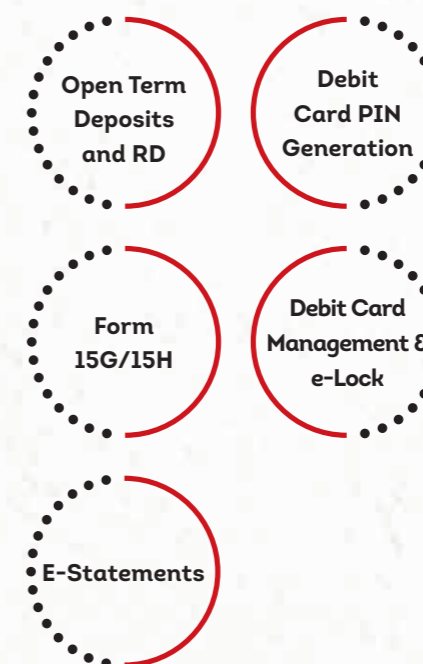 Open Term
Deposits
and RD
Debit
Card PIN
Generation
Form
15G/15H
Debit Card
Management &
e-Lock
E-Statements